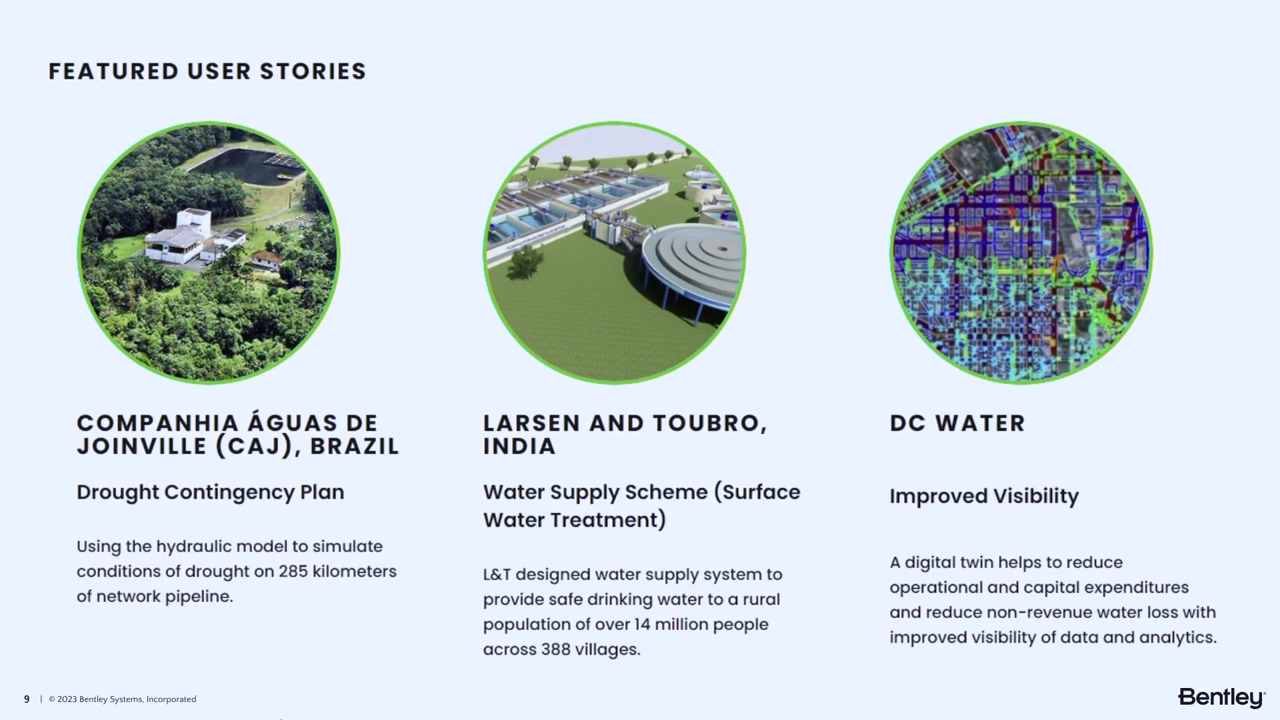 FEATURED USER STORIES
COMPANHIA ÁGUAS DE
JOINVILLE (CAJ), BRAZIL
Drought Contingency Plan
Using the hydraulic model to simulate
conditions of drought on 285 kilometers
of network pipeline.
LARSEN AND TOUBRO,
INDIA
Water Supply Scheme (Surface
Water Treatment)
L&T designed water supply system to
provide safe drinking water to a rural
population of over 14 million people
across 388 villages.
DC WATER
Improved Visibility
A digital twin helps to reduce
operational and capital expenditures
and reduce non-revenue water loss with
improved visibility of data and analytics.
9 | © 2023 Bentley Systems, Incorporated
Bentley®